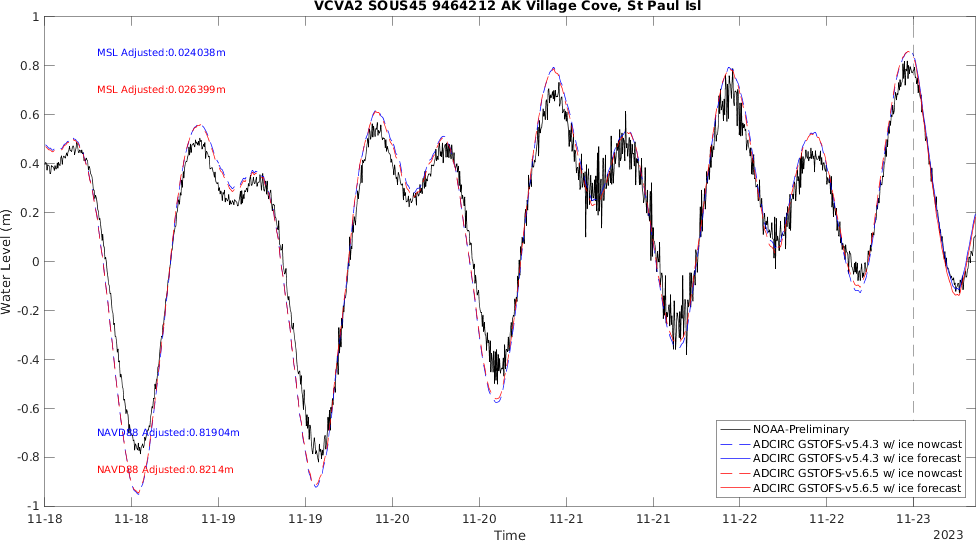 VCVA2 SOUS45 9464212 AK Village Cove, St Paul Isl
1
0.8
0.6
0.4
0.2
0
-0.2
-0.4
-0.6
-0.8
-1
Water Level (m)
MSL Adjusted:0.024038m
MSL Adjusted:0.026399m
NAVD88 Adjusted:0.81904m
NAVD88 Adjusted:0.8214m
NOAA-Preliminary
ADCIRC GSTOFS-v5.4.3 w/ ice nowcast
ADCIRC GSTOFS-v5.4.3 w/ ice forecast
ADCIRC GSTOFS-v5.6.5 w/ ice nowcast
ADCIRC GSTOFS-v5.6.5 w/ ice forecast
11-18 11-18 11-19 11-19 11-20 11-20 11-21 11-21 11-22 11-22 11-23
Time
2023